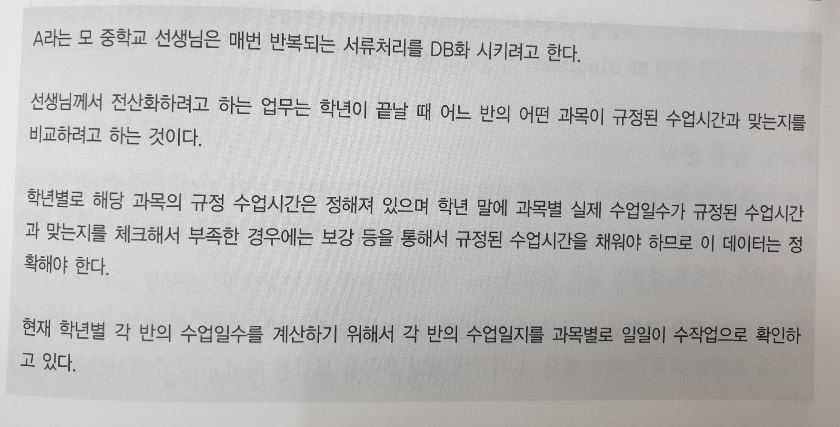 A라는 모 중학교 선생님은 매번 반복되는 서류처리를 DB화 시키려고 한다.
선생님께서 전산화하려고 하는 업무는 학년이 끝날 때 어느 반의 어떤 과목이 규정된 수업시간과 맞는지를
비교하려고 하는 것이다.
학년별로 해당 과목의 규정 수업시간은 정해져 있으며 학년 말에 과목별 실제 수업일수가 규정된 수업시간
과 맞는지를 체크해서 부족한 경우에는 보강 등을 통해서 규정된 수업시간을 채워야 하므로 이 데이터는 정
확해야 한다.
현재 학년별 각 반의 수업일수를 계산하기 위해서 각 반의 수업일지를 과목별로 일일이 수작업으로 확인하
고 있다.